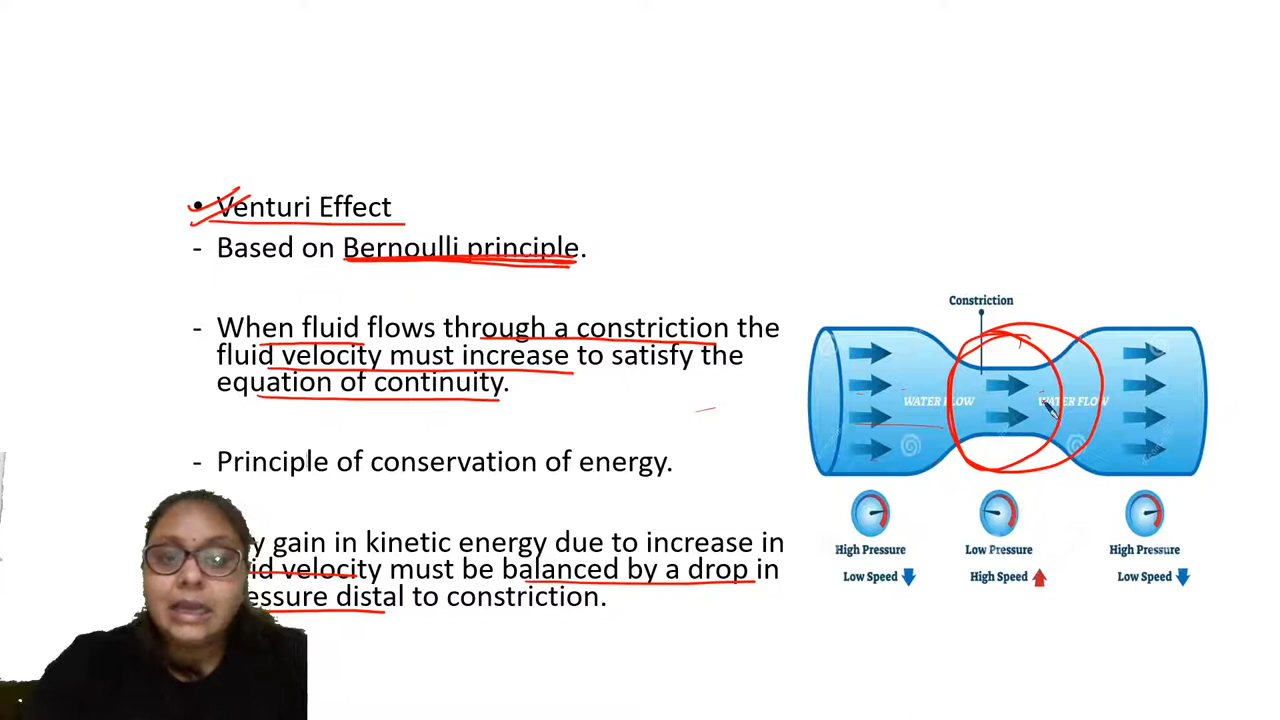 • Venturi Effect
- Based on Bernoulli principle.
- When fluid flows through a constriction the
fluid velocity must increase to satisfy the
equation of continuity.
- Principle of conservation of energy.
gain in kinetic energy due to increase in
velocity must be balanced by a drop in
distal to constriction.
Constriction
WATER FLOW
WATER FLOW
High Pressure
Low Pressure
High Pressure
Low Speed
High Speed
Low Speed